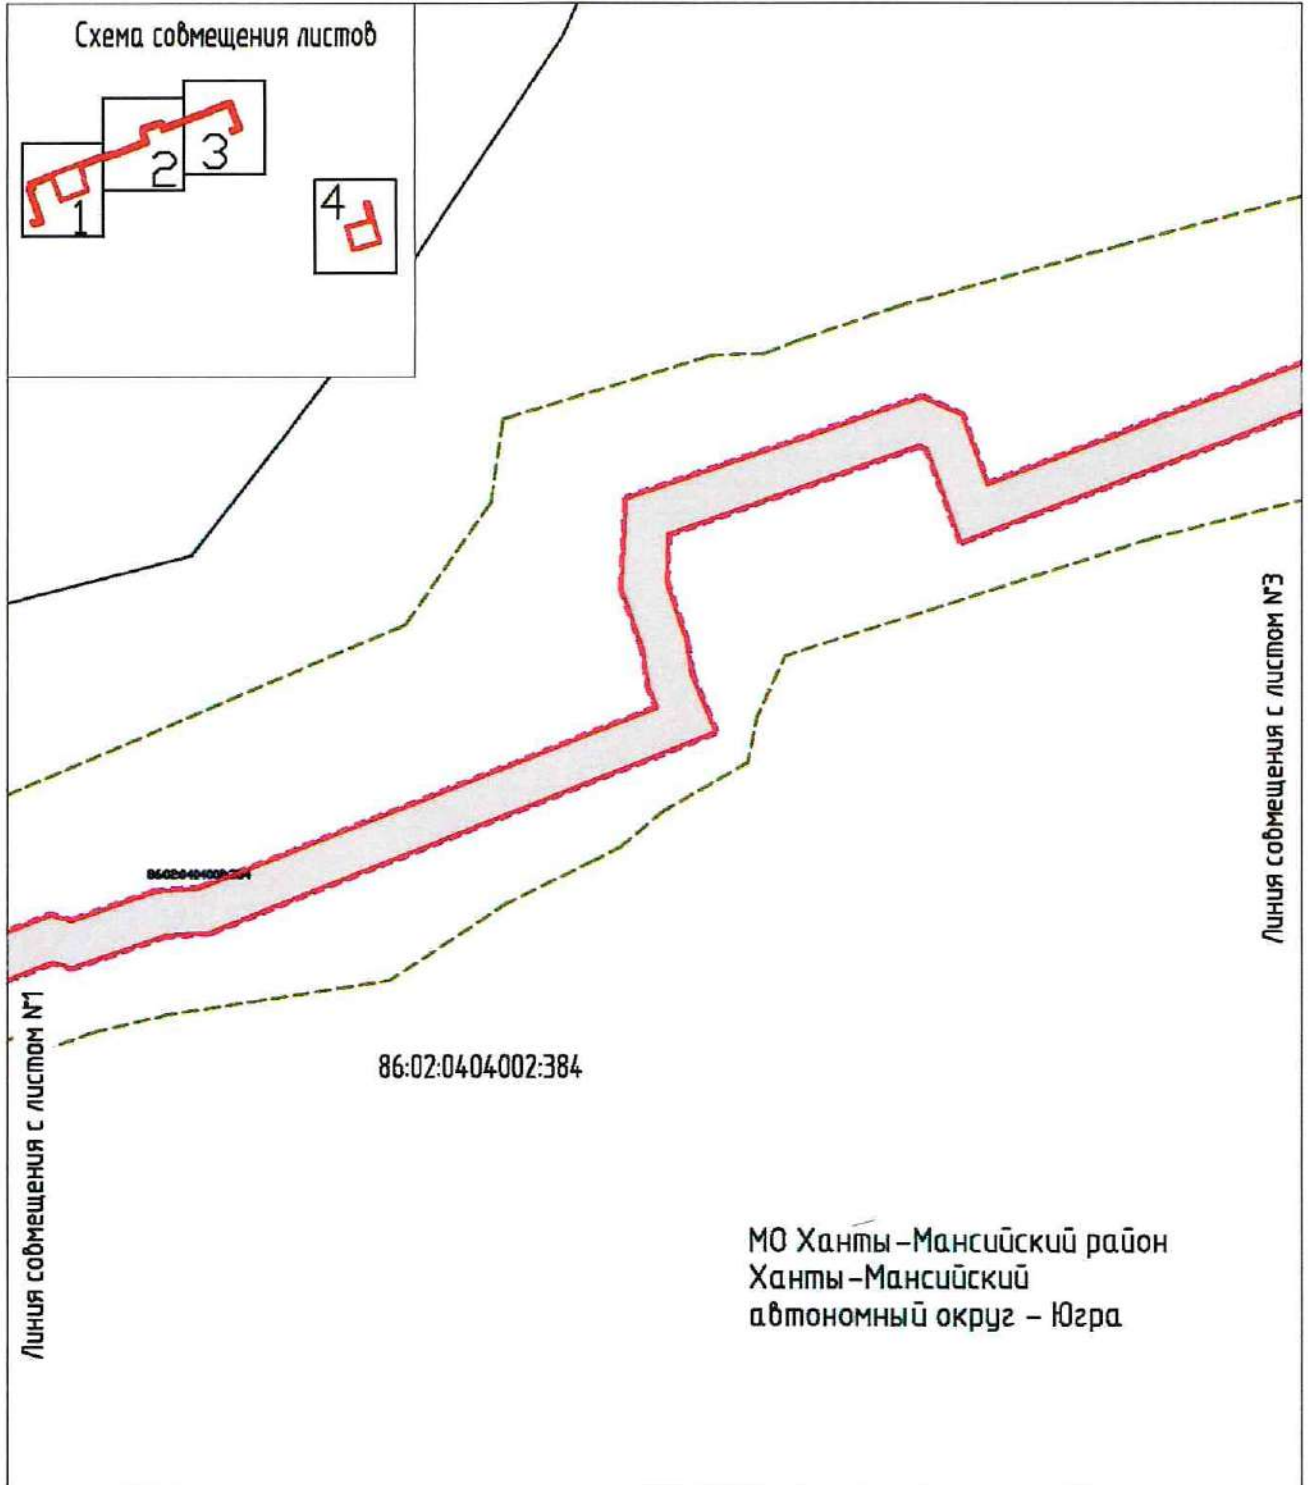 Схема совмещения листов
1
2
3
4
Линия совмещения с листом №3
Линия совмещения с листом №1
86:02:0404002:384
МО Ханты-Мансийский район
Ханты-Мансийский
автономный округ - Югра